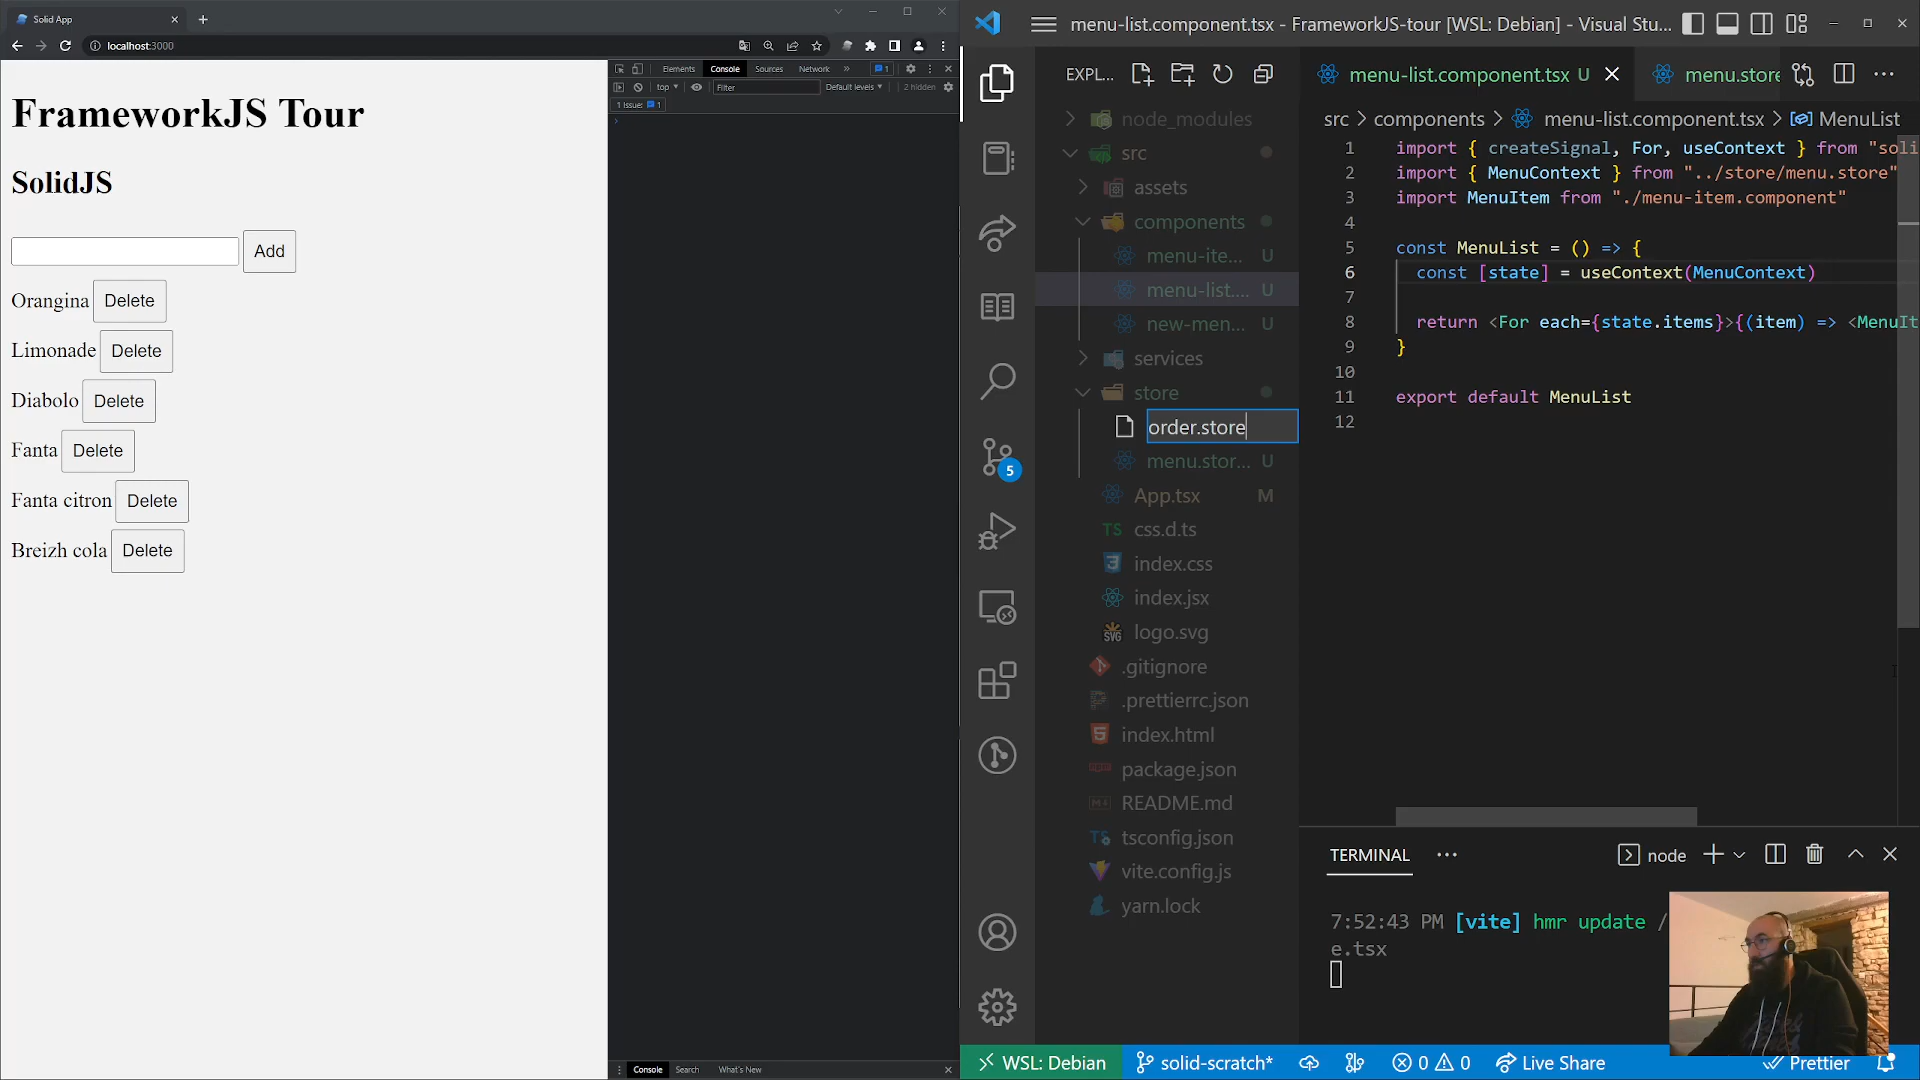 Solid App
localhost:3000
FrameworkJS Tour
SolidJS
Add
Orangina Delete
Limonade Delete
Diabolo Delete
Fanta Delete
Fanta citron Delete
Breizh cola Delete
Elements Console Sources Network » 1
top Filter Default levels 2 hidden
1 Issue: 1
Console Search What's New
menu-list.component.tsx - FrameworkJS-tour [WSL: Debian] - Visual Stu...
EXPL...
node_modules
src
assets
components
menu-ite... U
menu-list.... U
new-men... U
services
store
order.store
menu.stor... U
App.tsx M
TS css.d.ts
index.css
index.jsx
logo.svg
.gitignore
.prettierrc.json
index.html
package.json
README.md
tsconfig.json
vite.config.js
yarn.lock
5
menu-list.component.tsx U
menu.store
src > components > menu-list.component.tsx > MenuList
1 import { createSignal, For, useContext } from "soli
2 import { MenuContext } from "../store/menu.store"
3 import MenuItem from "./menu-item.component"
4
5 const MenuList = () => {
6 const [state] = useContext(MenuContext)
7
8 return <For each={state.items}>{(item) => <MenuIt
9 }
10
11 export default MenuList
12
TERMINAL ... node
7:52:43 PM [vite] hmr update /
e.tsx
WSL: Debian solid-scratch* 0 0 Live Share Prettier